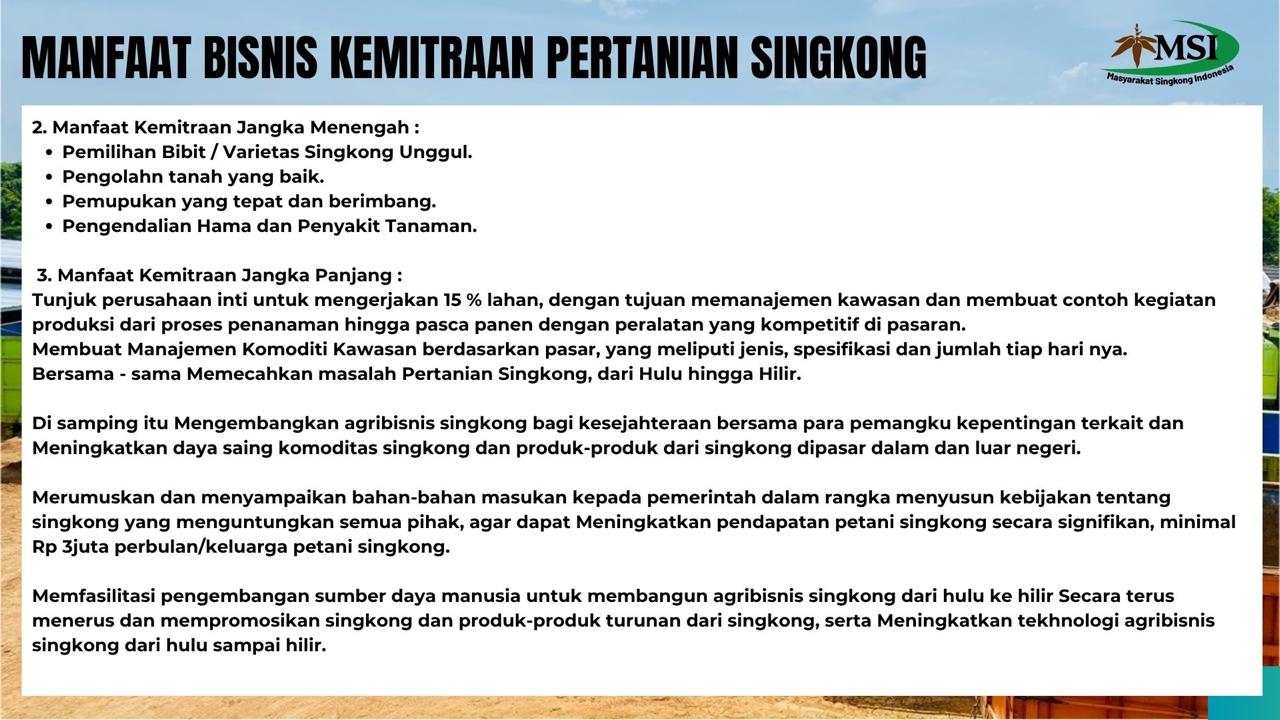 MANFAAT BISNIS KEMITRAAN PERTANIAN SINGKONG
MSI
Masyarakat Singkong Indonesia
2. Manfaat Kemitraan Jangka Menengah :
• Pemilihan Bibit / Varietas Singkong Unggul.
• Pengolahn tanah yang baik.
• Pemupukan yang tepat dan berimbang.
• Pengendalian Hama dan Penyakit Tanaman.
3. Manfaat Kemitraan Jangka Panjang :
Tunjuk perusahaan inti untuk mengerjakan 15 % lahan, dengan tujuan memanajemen kawasan dan membuat contoh kegiatan
produksi dari proses penanaman hingga pasca panen dengan peralatan yang kompetitif di pasaran.
Membuat Manajemen Komoditi Kawasan berdasarkan pasar, yang meliputi jenis, spesifikasi dan jumlah tiap hari nya.
Bersama - sama Memecahkan masalah Pertanian Singkong, dari Hulu hingga Hilir.
Di samping itu Mengembangkan agribisnis singkong bagi kesejahteraan bersama para pemangku kepentingan terkait dan
Meningkatkan daya saing komoditas singkong dan produk-produk dari singkong dipasar dalam dan luar negeri.
Merumuskan dan menyampaikan bahan-bahan masukan kepada pemerintah dalam rangka menyusun kebijakan tentang
singkong yang menguntungkan semua pihak, agar dapat Meningkatkan pendapatan petani singkong secara signifikan, minimal
Rp 3juta perbulan/keluarga petani singkong.
Memfasilitasi pengembangan sumber daya manusia untuk membangun agribisnis singkong dari hulu ke hilir Secara terus
menerus dan mempromosikan singkong dan produk-produk turunan dari singkong, serta Meningkatkan tekhnologi agribisnis
singkong dari hulu sampai hilir.